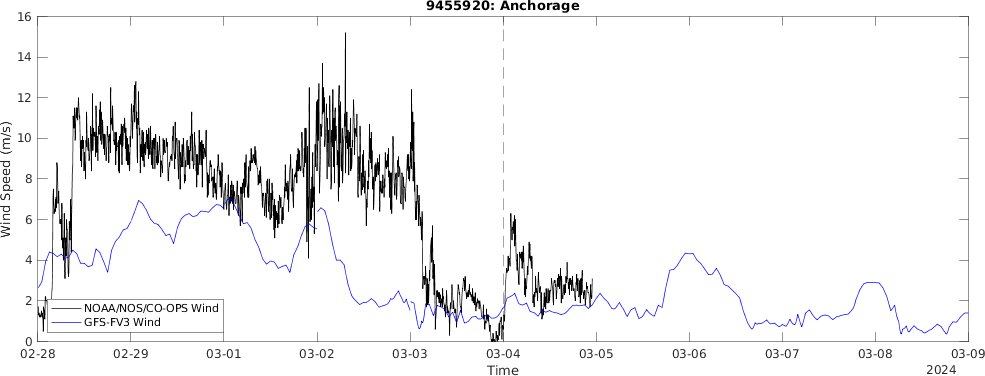 9455920: Anchorage
16
14
12
10
8
6
4
2
0
Wind Speed (m/s)
NOAA/NOS/CO-OPS Wind
GFS-FV3 Wind
02-28 02-29 03-01 03-02 03-03 03-04 03-05 03-06 03-07 03-08 03-09
Time
2024